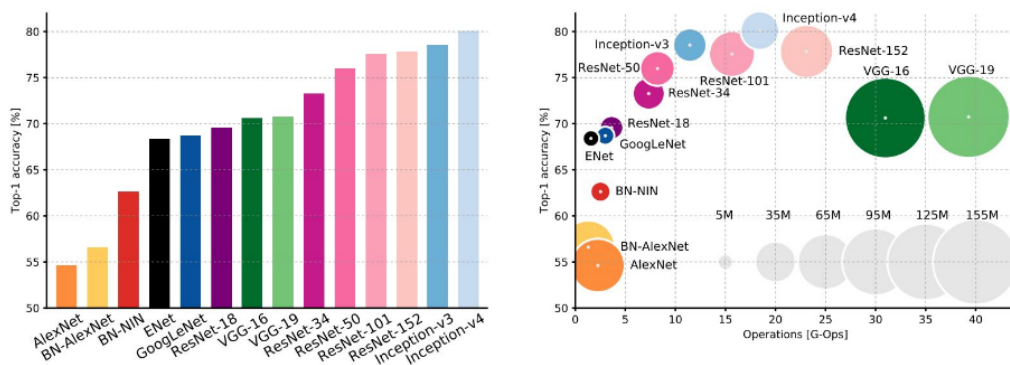 80
75
70
65
60
55
50
Top-1 accuracy [%]
AlexNet
BN-AlexNet
BN-NIN
ENet
GoogLeNet
ResNet-18
VGG-16
VGG-19
ResNet-34
ResNet-50
ResNet-101
ResNet-152
Inception-v3
Inception-v4
80
75
70
65
60
55
50
Top-1 accuracy [%]
Inception-v4
Inception-v3
ResNet-152
ResNet-50
VGG-16
VGG-19
ResNet-101
ResNet-34
ResNet-18
GoogLeNet
ENet
BN-NIN
5M 35M 65M 95M 125M 155M
BN-AlexNet
AlexNet
0 5 10 15 20 25 30 35 40
Operations [G-Ops]